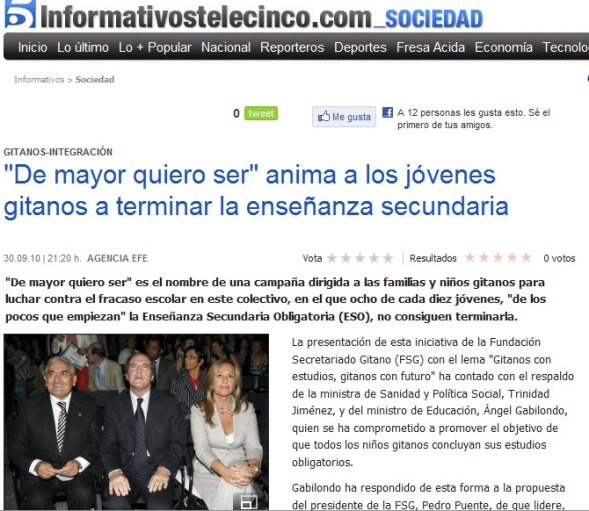 5 Informativostelecinco.com_SOCIEDAD
Inicio Lo último Lo + Popular Nacional Reporteros Deportes Fresa Acida Economía Tecnolo
Informativos > Sociedad
0 tweet
Me gusta
A 12 personas les gusta esto. Sé el
primero de tus amigos.
GITANOS-INTEGRACIÓN
"De mayor quiero ser" anima a los jóvenes
gitanos a terminar la enseñanza secundaria
30.09.10 | 21:20 h. AGENCIA EFE
Vota
Resultados
0 votos
"De mayor quiero ser" es el nombre de una campaña dirigida a las familias y niños gitanos para
luchar contra el fracaso escolar en este colectivo, en el que ocho de cada diez jóvenes, "de los
pocos que empiezan" la Enseñanza Secundaria Obligatoria (ESO), no consiguen terminarla.
La presentación de esta iniciativa de la Fundación
Secretariado Gitano (FSG) con el lema "Gitanos con
estudios, gitanos con futuro" ha contado con el respaldo
de la ministra de Sanidad y Política Social, Trinidad
Jiménez, y del ministro de Educación, Ángel Gabilondo,
quien se ha comprometido a promover el objetivo de
que todos los niños gitanos concluyan sus estudios
obligatorios.
Gabilondo ha respondido de esta forma a la propuesta
del presidente de la FSG, Pedro Puente, de que lidere,